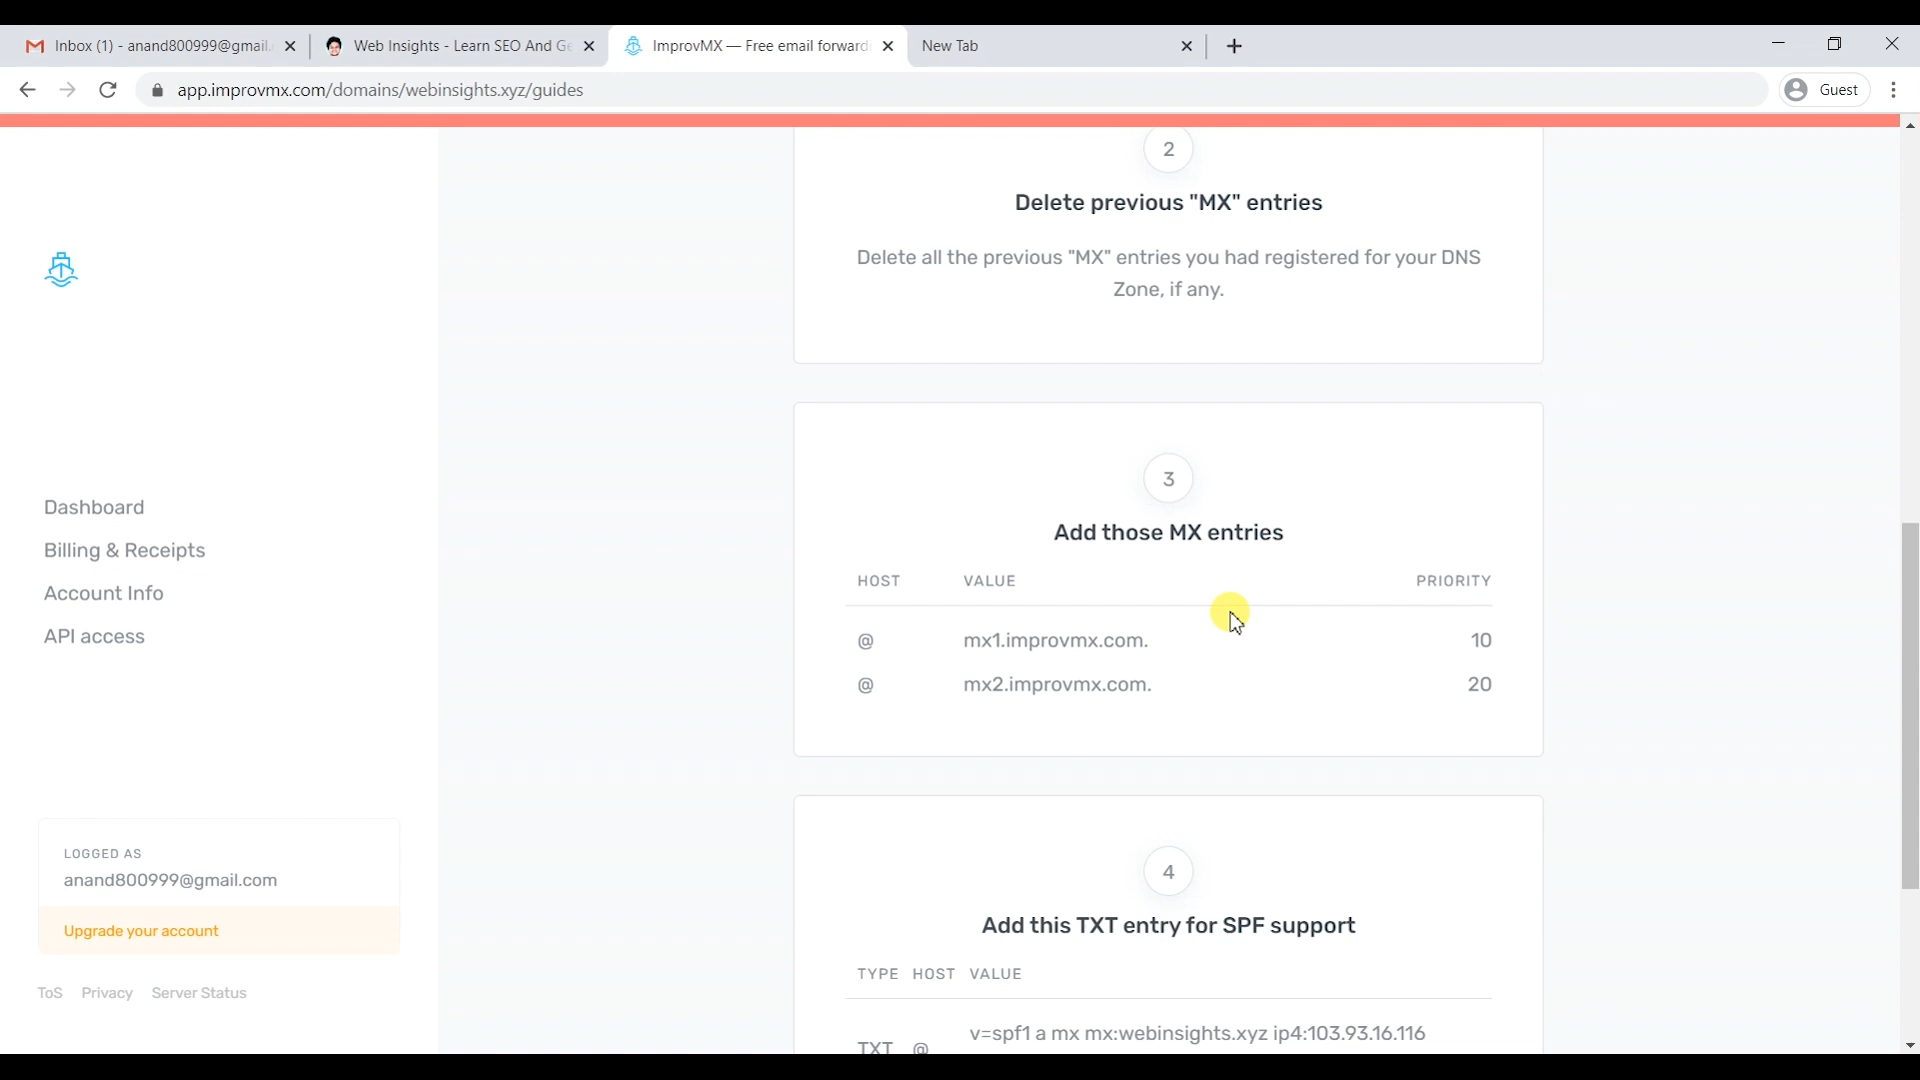 Inbox (1) - anand800999@gmail.
Web Insights - Learn SEO And Ge
ImprovMX — Free email forward
New Tab
app.improvmx.com/domains/webinsights.xyz/guides
Guest
2
Delete previous "MX" entries
Delete all the previous "MX" entries you had registered for your DNS
Zone, if any.
Dashboard
Billing & Receipts
Account Info
API access
3
Add those MX entries
HOST VALUE PRIORITY
@ mx1.improvmx.com. 10
@ mx2.improvmx.com. 20
LOGGED AS
anand800999@gmail.com
Upgrade your account
ToS Privacy Server Status
4
Add this TXT entry for SPF support
TYPE HOST VALUE
v=spf1 a mx mx:webinsights.xyz ip4:103.93.16.116
TXT @